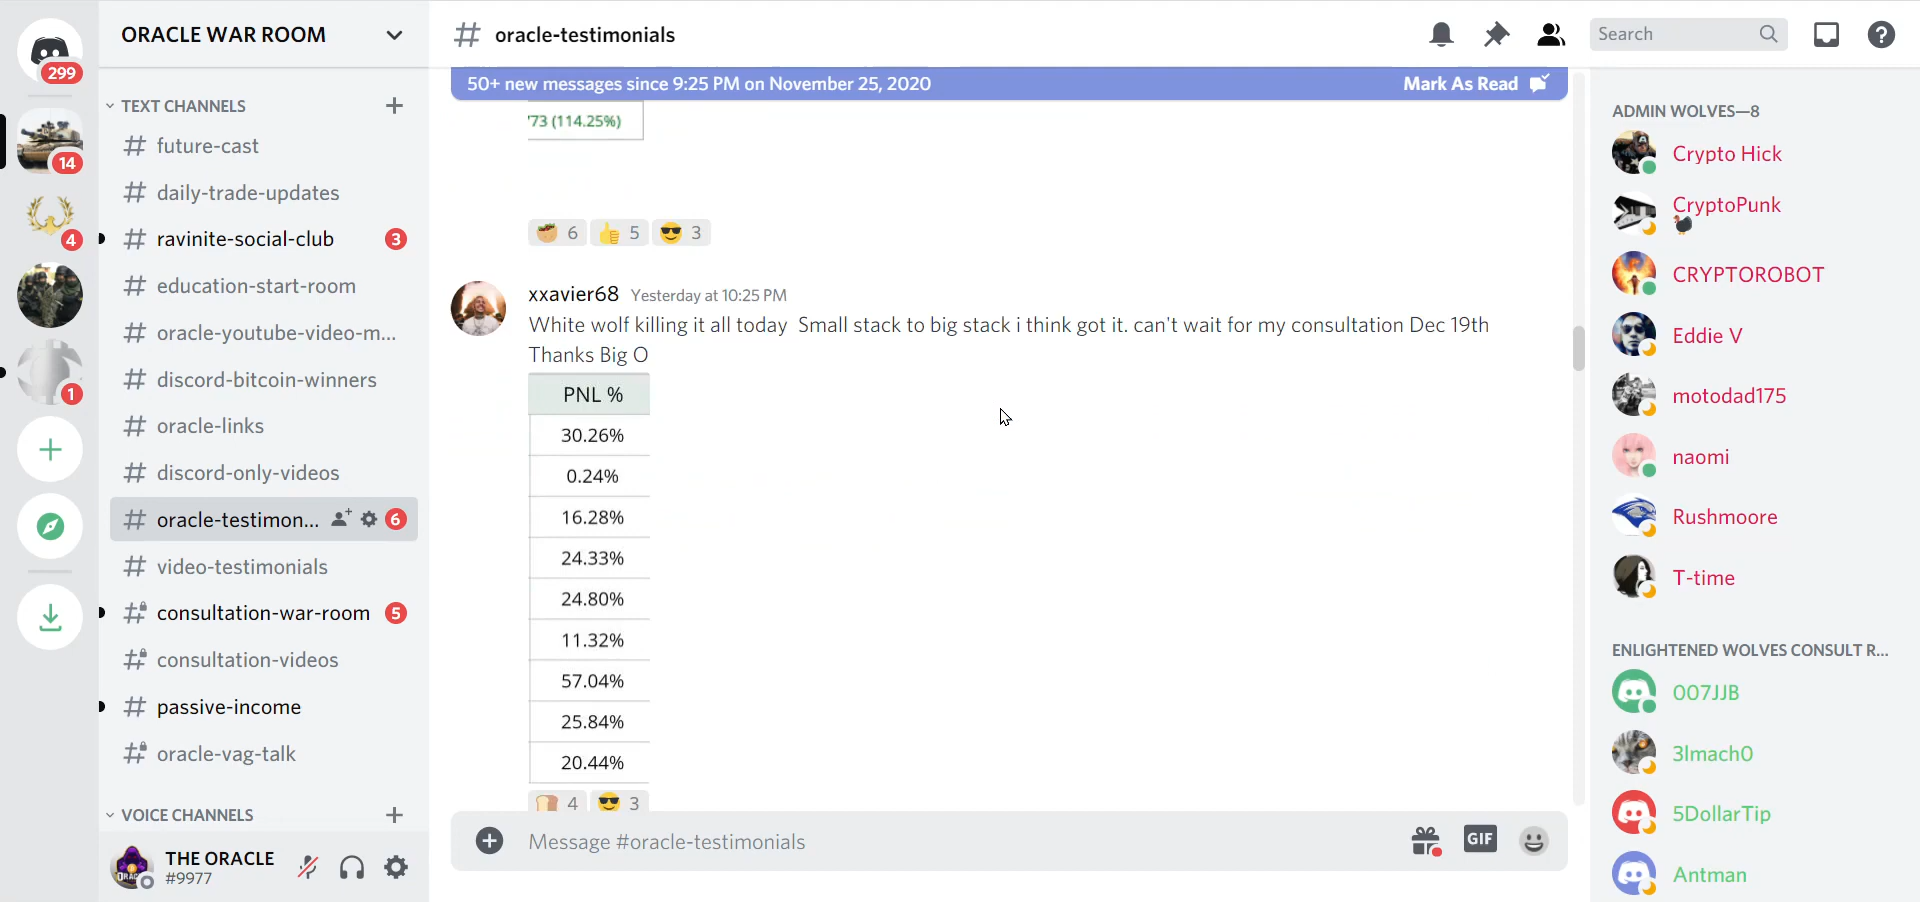 299
14
4
1
ORACLE WAR ROOM
TEXT CHANNELS
future-cast
daily-trade-updates
ravinite-social-club 3
education-start-room
oracle-youtube-video-m...
discord-bitcoin-winners
oracle-links
discord-only-videos
oracle-testimon... 6
video-testimonials
consultation-war-room 5
consultation-videos
passive-income
oracle-vag-talk
VOICE CHANNELS
THE ORACLE
#9977
# oracle-testimonials
Search
50+ new messages since 9:25 PM on November 25, 2020 Mark As Read
'73 (114.25%)
6 5 3
xxavier68 Yesterday at 10:25 PM
White wolf killing it all today Small stack to big stack i think got it. can't wait for my consultation Dec 19th
Thanks Big O
PNL %
30.26%
0.24%
16.28%
24.33%
24.80%
11.32%
57.04%
25.84%
20.44%
4 3
Message #oracle-testimonials
GIF
ADMIN WOLVES—8
Crypto Hick
CryptoPunk
CRYPTOROBOT
Eddie V
motodad175
naomi
Rushmoore
T-time
ENLIGHTENED WOLVES CONSULT R...
007JJB
3lmach0
5DollarTip
Antman